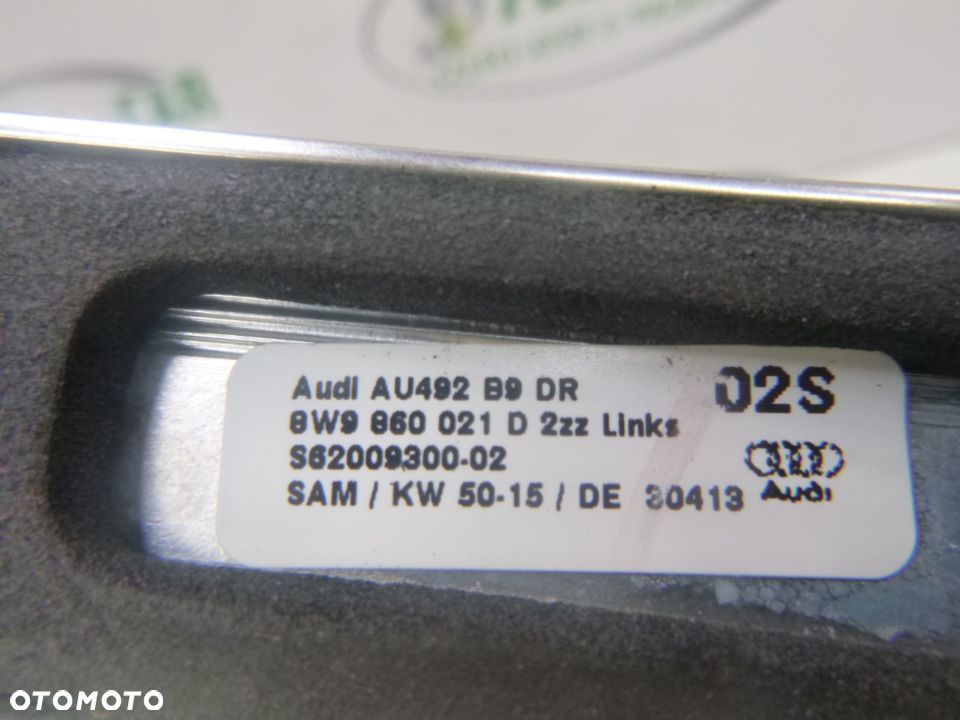 Audi AU492 B9 DR
02S
8W9 860 021 D 2zz Links
S62009300-02
SAM / KW 50-15 / DE 30413
Audi
OTOMOTO